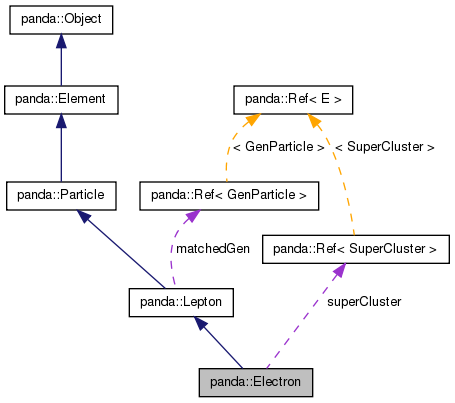 panda::Object
panda::Element
panda::Ref< E >
< GenParticle >
< SuperCluster >
panda::Particle
panda::Ref< GenParticle >
matchedGen
panda::Ref< SuperCluster >
panda::Lepton
superCluster
panda::Electron